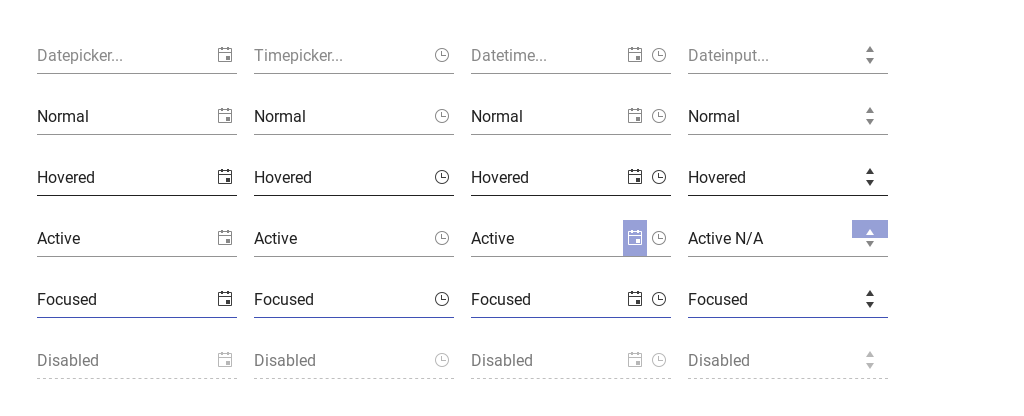 Datepicker... Timepicker... Datetime... Dateinput...
Normal Normal Normal Normal
Hovered Hovered Hovered Hovered
Active Active Active Active N/A
Focused Focused Focused Focused
Disabled Disabled Disabled Disabled